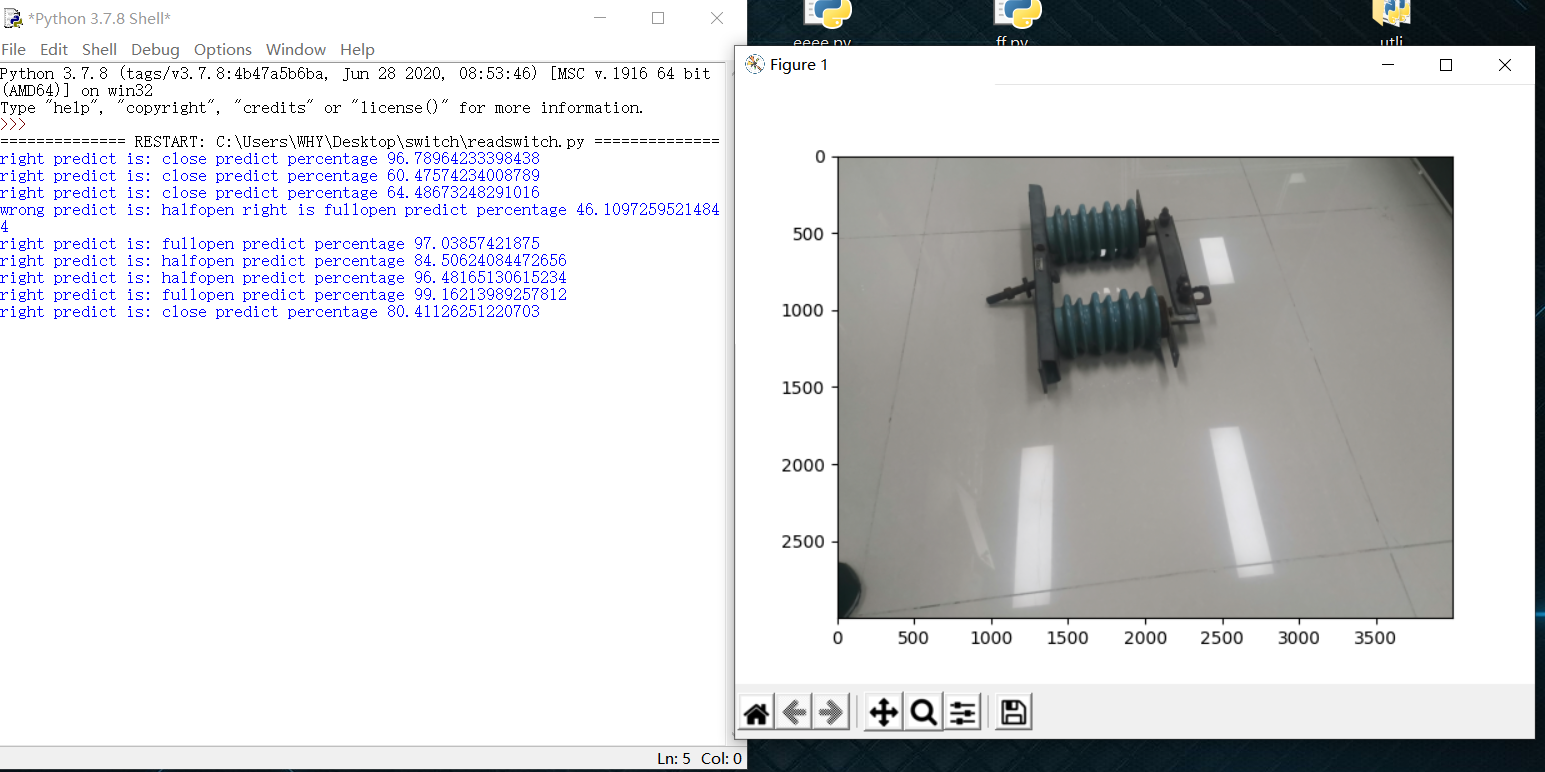 *Python 3.7.8 Shell*
File Edit Shell Debug Options Window Help
Python 3.7.8 (tags/v3.7.8:4b47a5b6ba, Jun 28 2020, 08:53:46) [MSC v.1916 64 bit
(AMD64)] on win32
Type "help", "copyright", "credits" or "license()" for more information.
>>>
============== RESTART: C:\Users\WHY\Desktop\switch\readswitch.py ==============
right predict is: close predict percentage 96.78964233398438
right predict is: close predict percentage 60.47574234008789
right predict is: close predict percentage 64.48673248291016
wrong predict is: halfopen right is fullopen predict percentage 46.1097259521484
4
right predict is: fullopen predict percentage 97.03857421875
right predict is: halfopen predict percentage 84.50624084472656
right predict is: halfopen predict percentage 96.48165130615234
right predict is: fullopen predict percentage 99.16213989257812
right predict is: close predict percentage 80.41126251220703
Ln: 5 Col: 0
eeee.py
ff.py
utli
Figure 1
0
500
1000
1500
2000
2500
0 500 1000 1500 2000 2500 3000 3500